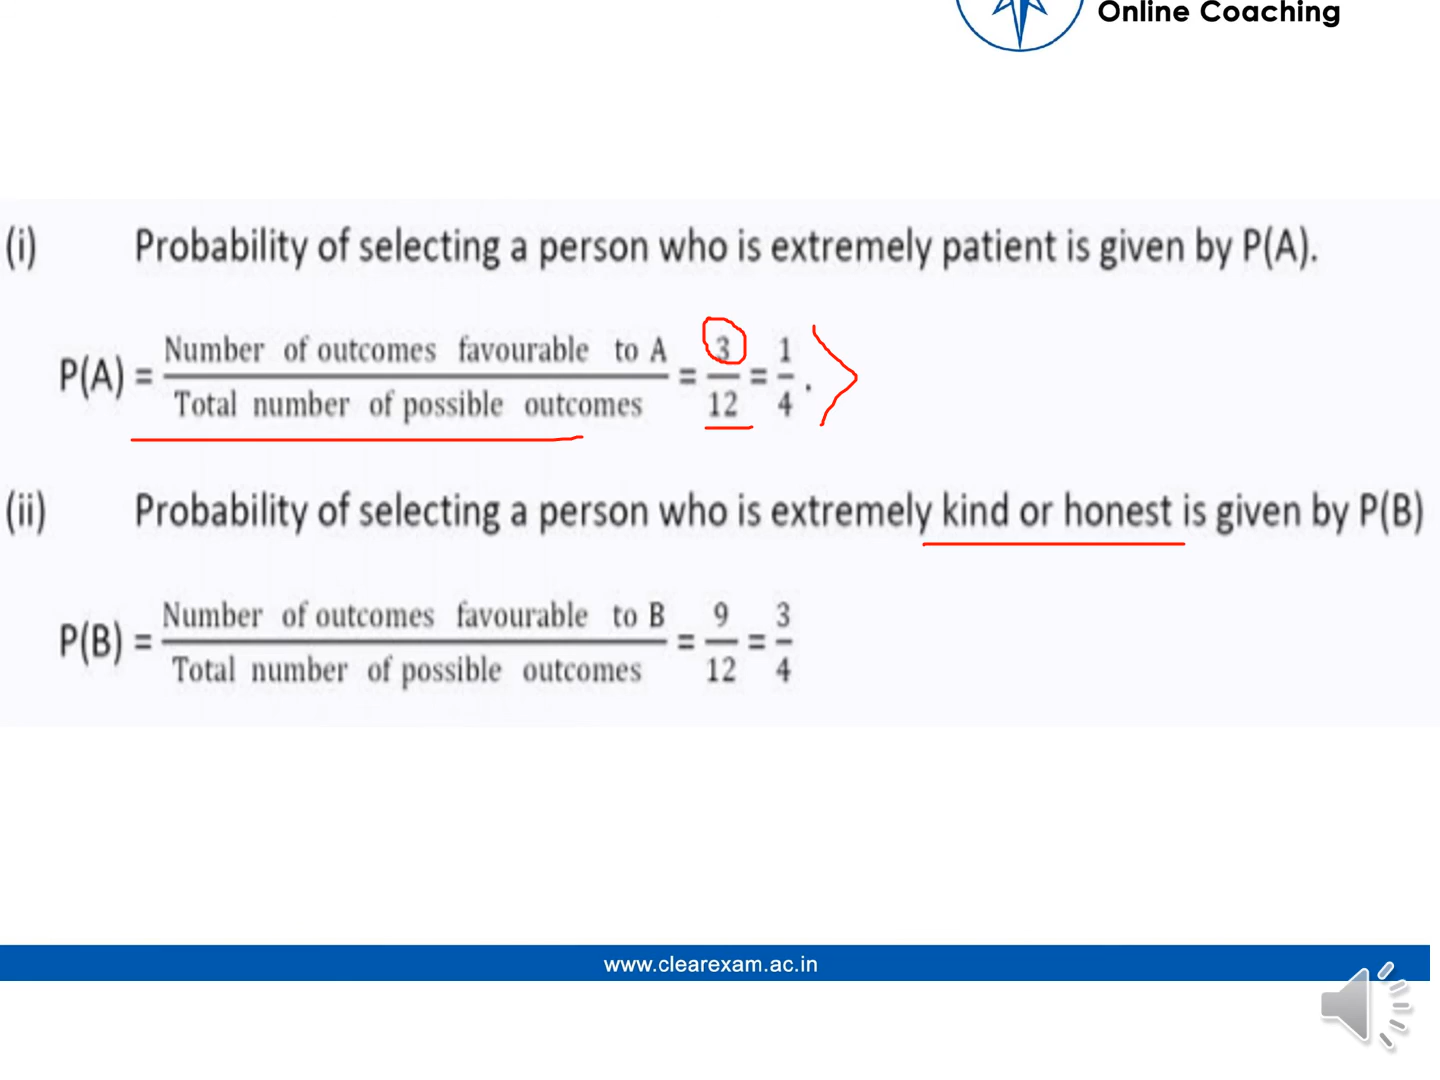 Online Coaching
(i) Probability of selecting a person who is extremely patient is given by P(A).
P(A) = Number of outcomes favourable to A / Total number of possible outcomes = 3/12 = 1/4 .
(ii) Probability of selecting a person who is extremely kind or honest is given by P(B)
P(B) = Number of outcomes favourable to B / Total number of possible outcomes = 9/12 = 3/4
www.clearexam.ac.in